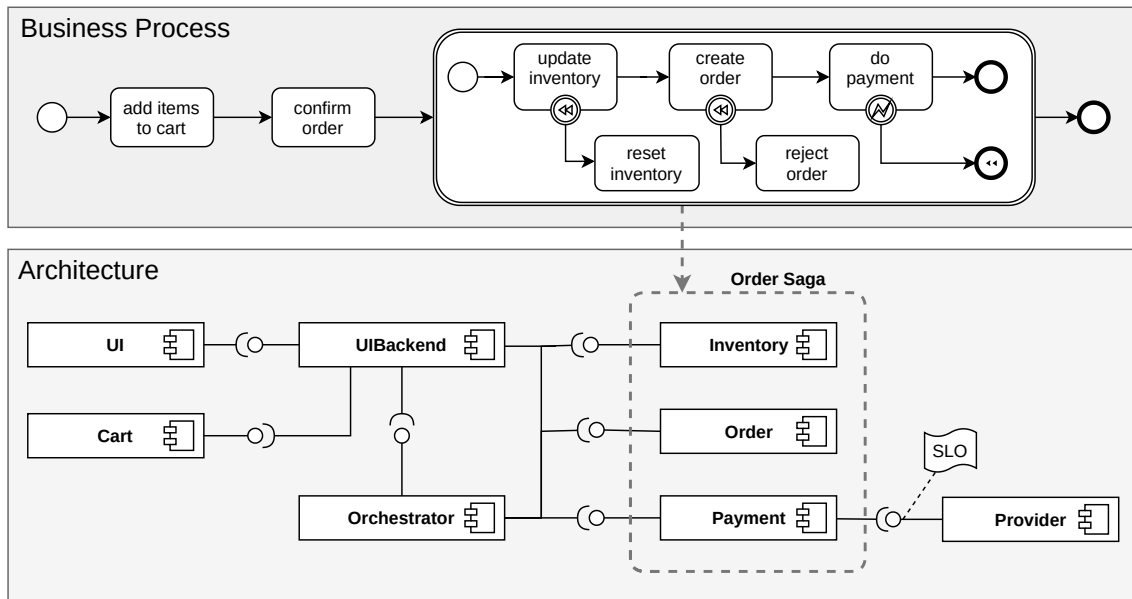 Business Process
add items
to cart
confirm
order
update
inventory
create
order
do
payment
reset
inventory
reject
order
Architecture
Order Saga
UI
UIBackend
Inventory
Cart
Order
SLO
Orchestrator
Payment
Provider